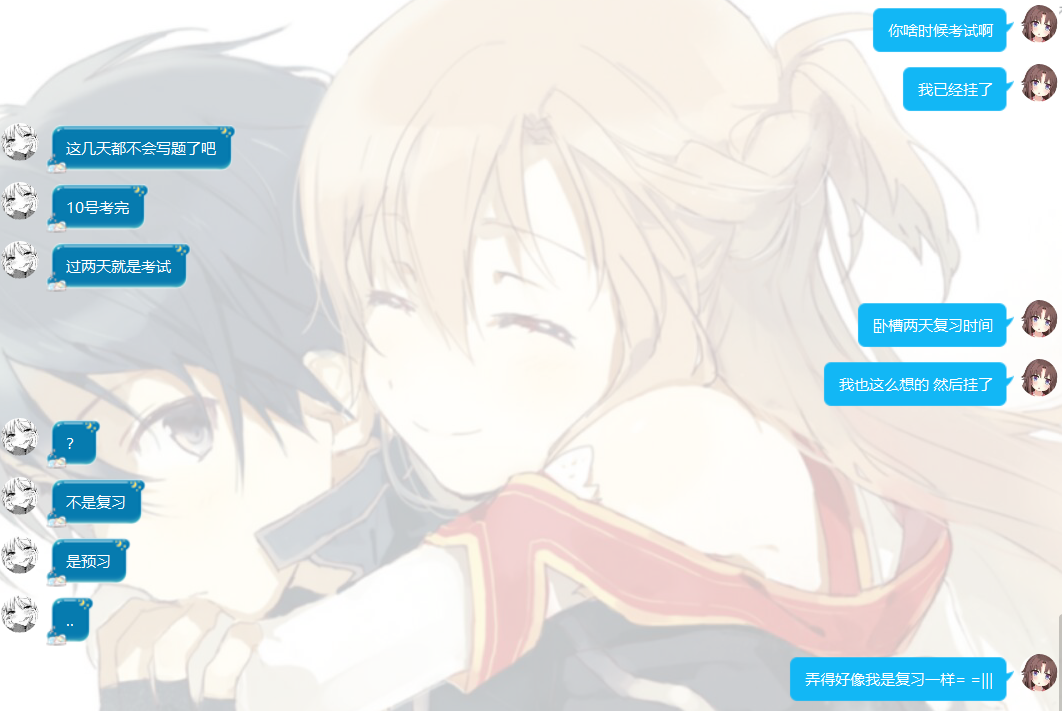 你啥时候考试啊
我已经挂了
这几天都不会写题了吧
10号考完
过两天就是考试
卧槽两天复习时间
我也这么想的 然后挂了
?
不是复习
是预习
..
弄得好像我是复习一样= =|||